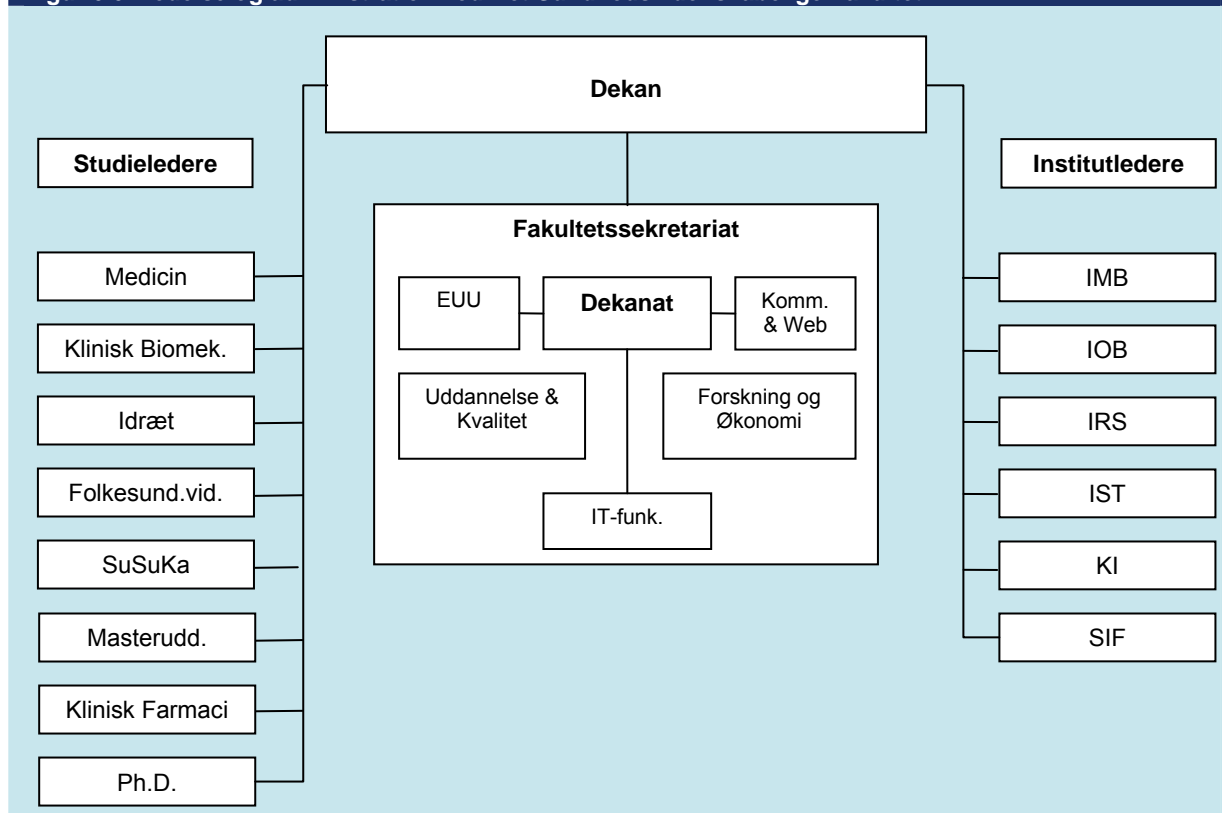 Dekan
Studieledere
Institutledere
Fakultetssekretariat
Medicin
Klinisk Biomek.
Idræt
Folkesund.vid.
SuSuKa
Masterudd.
Klinisk Farmaci
Ph.D.
EUU
Dekanat
Komm.
& Web
Uddannelse &
Kvalitet
Forskning og
Økonomi
IT-funk.
IMB
IOB
IRS
IST
KI
SIF